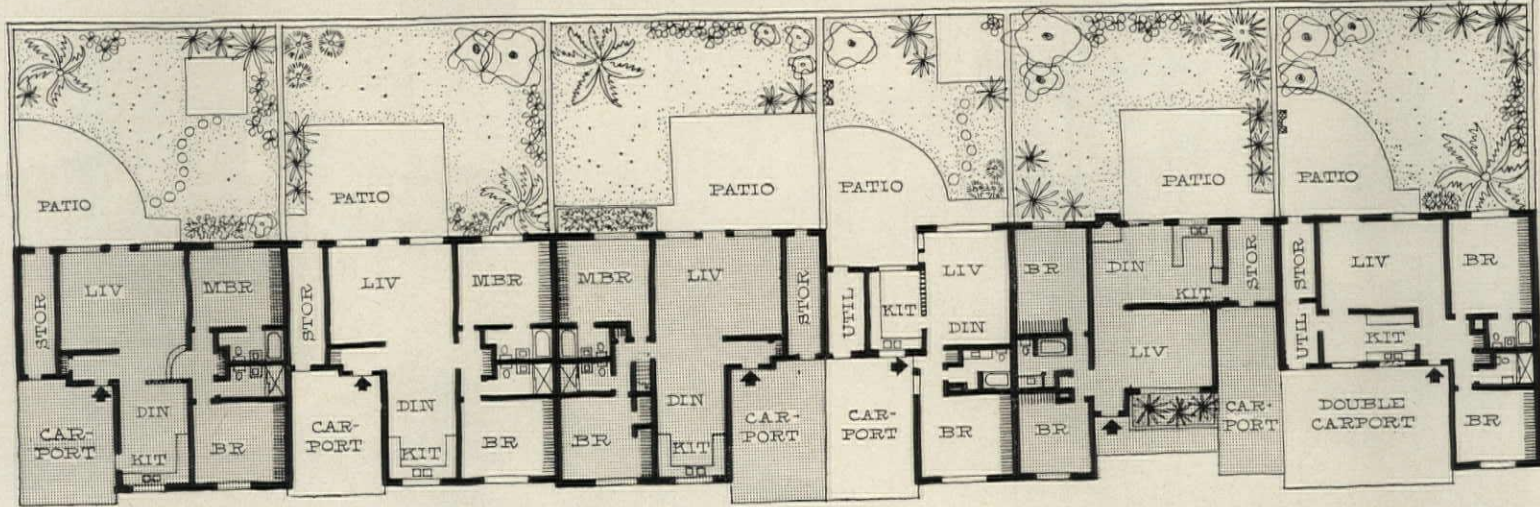 PATIO
LIV
MBR
STOR
DIN
CAR-
PORT
KIT
BR
PATIO
LIV
MBR
STOR
DIN
CAR-
PORT
KIT
BR
PATIO
MBR
LIV
STOR
DIN
CAR-
PORT
BR
KIT
PATIO
LIV
UTIL
KIT
DIN
CAR-
PORT
BR
PATIO
BR
DIN
STOR
KIT
LIV
CAR-
PORT
BR
PATIO
STOR
LIV
BR
UTIL
KIT
DOUBLE
CARPORT
BR